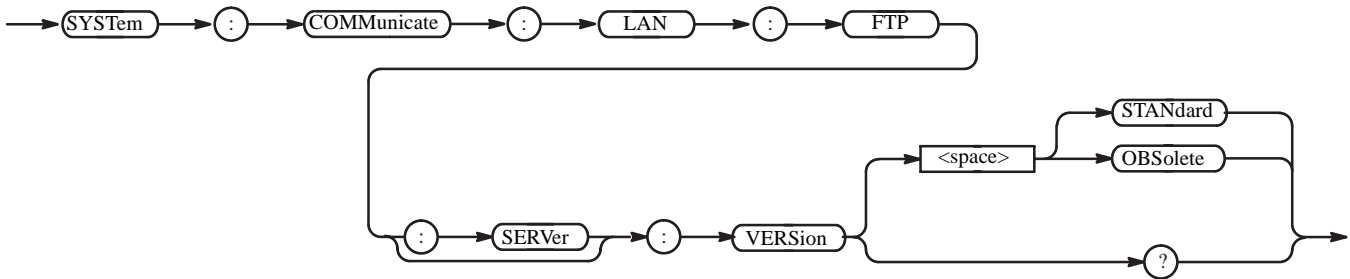 SYSTem : COMMunicate : LAN : FTP
STANdard
<space> OBSolete
: SERVer : VERSion
?